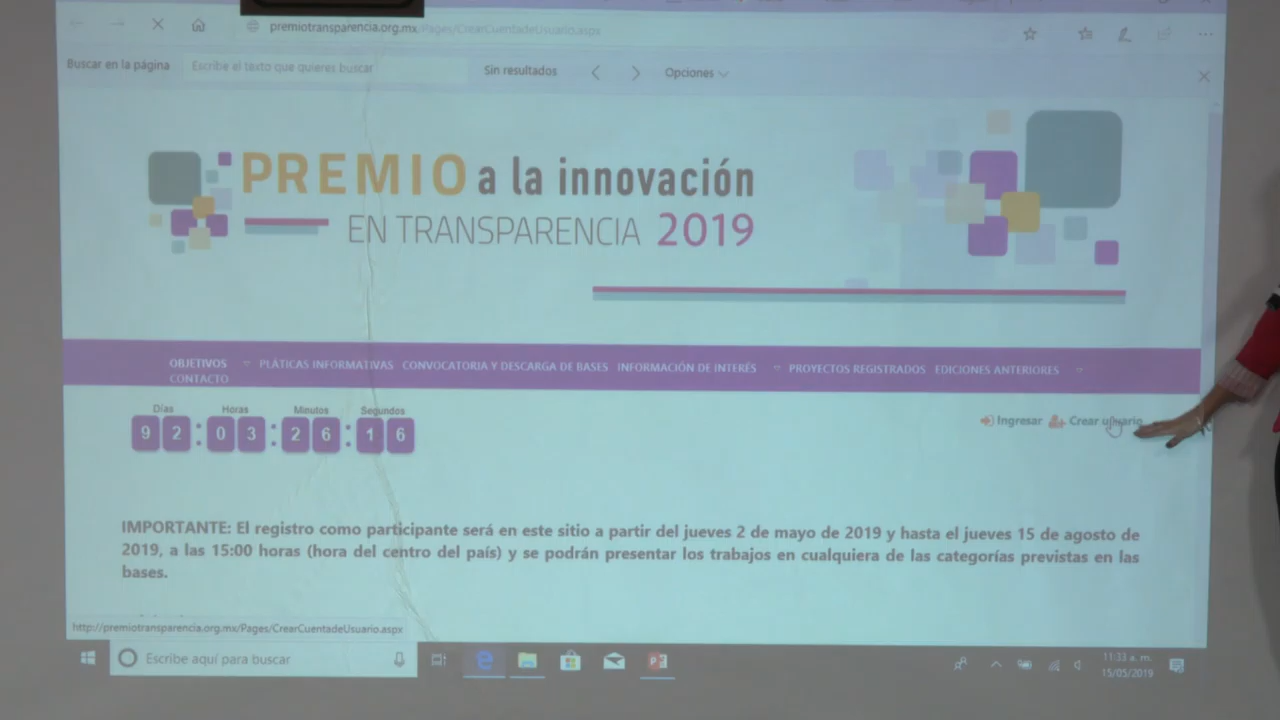 premiotransparencia.org.mx/Pages/CrearCuentadeUsuario.aspx
Buscar en la página Escribe el texto que quieres buscar Sin resultados Opciones
PREMIO a la innovación
EN TRANSPARENCIA 2019
OBJETIVOS PLÁTICAS INFORMATIVAS CONVOCATORIA Y DESCARGA DE BASES INFORMACIÓN DE INTERÉS PROYECTOS REGISTRADOS EDICIONES ANTERIORES
CONTACTO
Días Horas Minutos Segundos
92:03:26:16
Ingresar Crear usuario
IMPORTANTE: El registro como participante será en este sitio a partir del jueves 2 de mayo de 2019 y hasta el jueves 15 de agosto de
2019, a las 15:00 horas (hora del centro del país) y se podrán presentar los trabajos en cualquiera de las categorías previstas en las
bases.
http://premiotransparencia.org.mx/Pages/CrearCuentadeUsuario.aspx
Escribe aquí para buscar
11:33 a. m.
15/05/2019